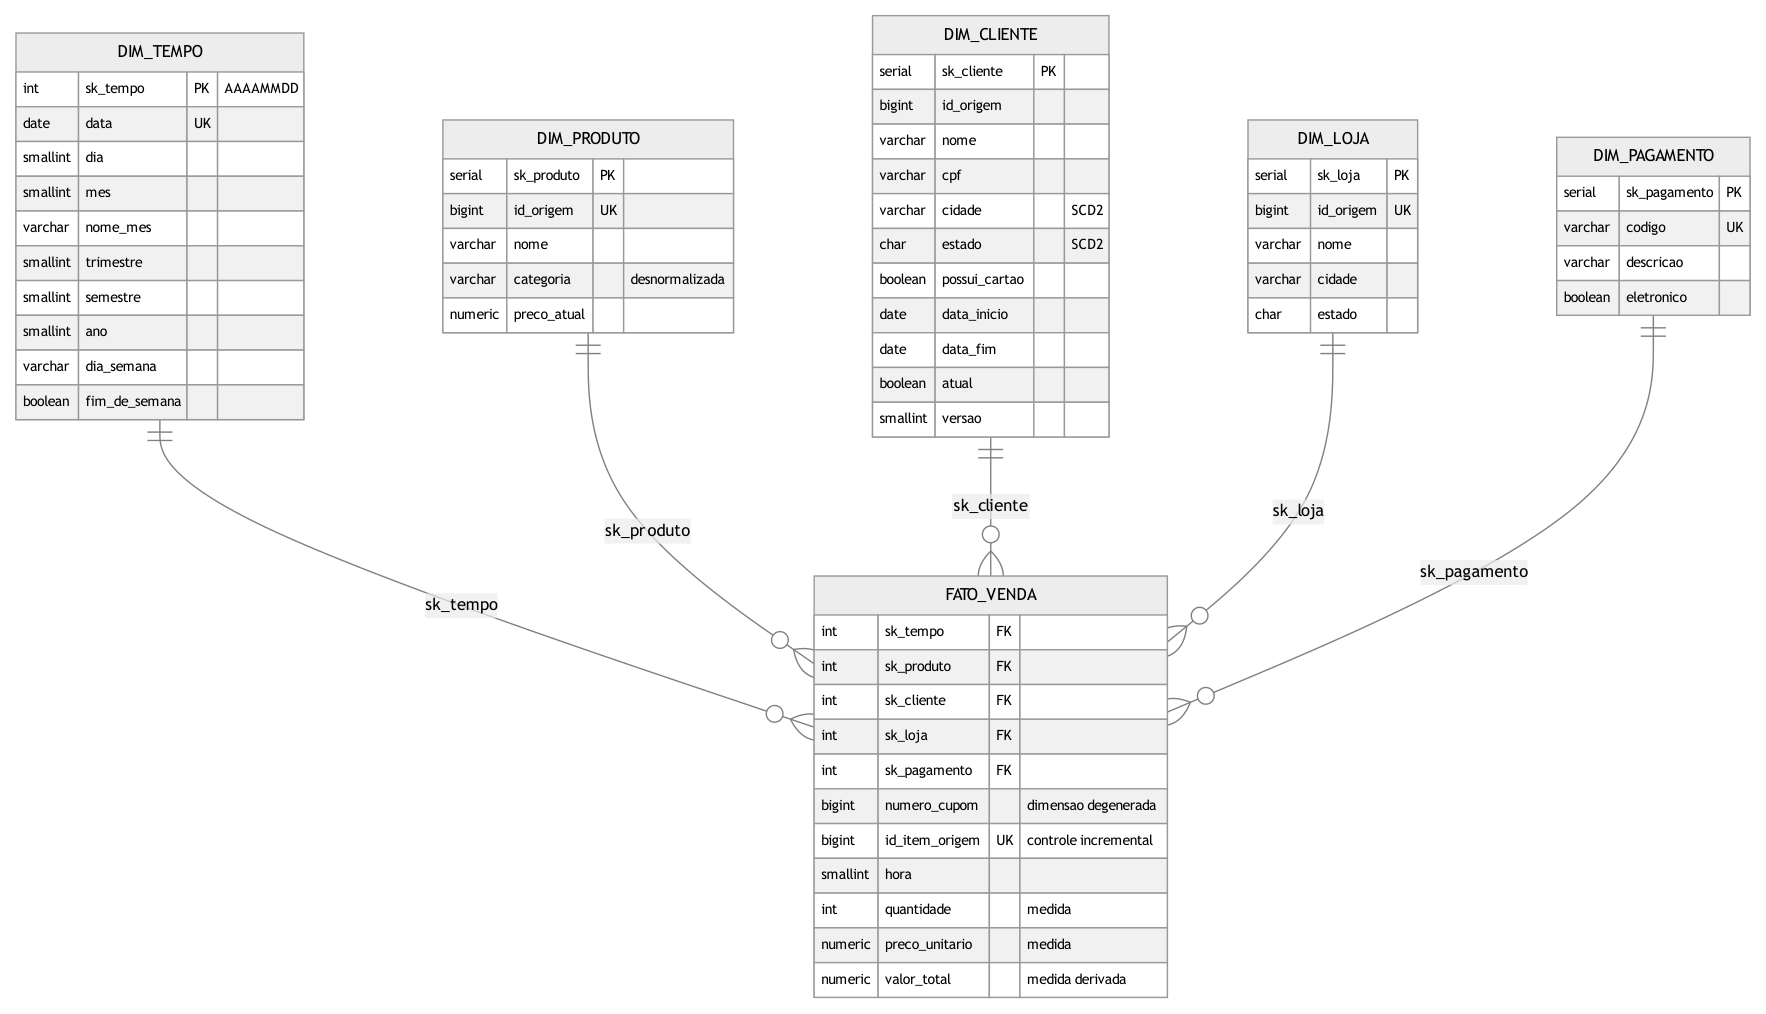 DIM_TEMPO
int sk_tempo PK AAAAMMDD
date data UK
smallint dia
smallint mes
varchar nome_mes
smallint trimestre
smallint semestre
smallint ano
varchar dia_semana
boolean fim_de_semana
DIM_PRODUTO
serial sk_produto PK
bigint id_origem UK
varchar nome
varchar categoria desnormalizada
numeric preco_atual
DIM_CLIENTE
serial sk_cliente PK
bigint id_origem
varchar nome
varchar cpf
varchar cidade SCD2
char estado SCD2
boolean possui_cartao
date data_inicio
date data_fim
boolean atual
smallint versao
DIM_LOJA
serial sk_loja PK
bigint id_origem UK
varchar nome
varchar cidade
char estado
DIM_PAGAMENTO
serial sk_pagamento PK
varchar codigo UK
varchar descricao
boolean eletronico
sk_tempo
sk_produto
sk_cliente
sk_loja
sk_pagamento
FATO_VENDA
int sk_tempo FK
int sk_produto FK
int sk_cliente FK
int sk_loja FK
int sk_pagamento FK
bigint numero_cupom dimensao degenerada
bigint id_item_origem UK controle incremental
smallint hora
int quantidade medida
numeric preco_unitario medida
numeric valor_total medida derivada